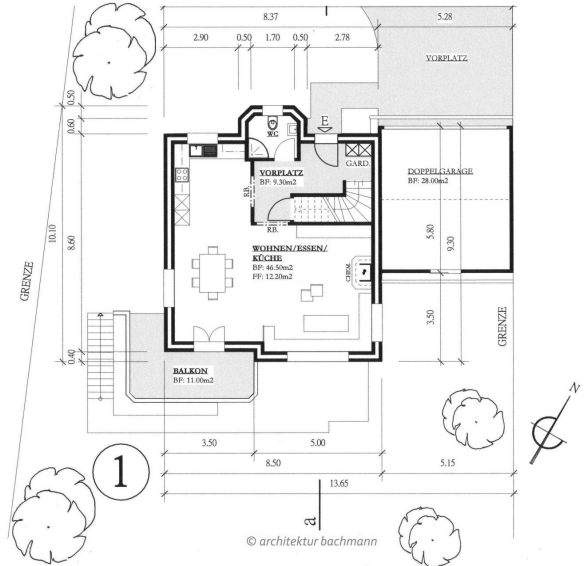 8.37
5.28
2.90
0.50
1.70
0.50
2.78
VORPLATZ
0.50
0.60
E
WC
GARD.
VORPLATZ
BF: 9.30m2
RB.
DOPPELGARAGE
BF: 28.00m2
RB.
10.10
8.60
5.80
9.30
WOHNEN/ESSEN/
KÜCHE
BF: 46.50m2
FF: 12.20m2
CHEM.
GRENZE
3.50
GRENZE
0.40
BALKON
BF: 11.00m2
N
3.50
5.00
8.50
5.15
1
13.65
a
© architektur bachmann